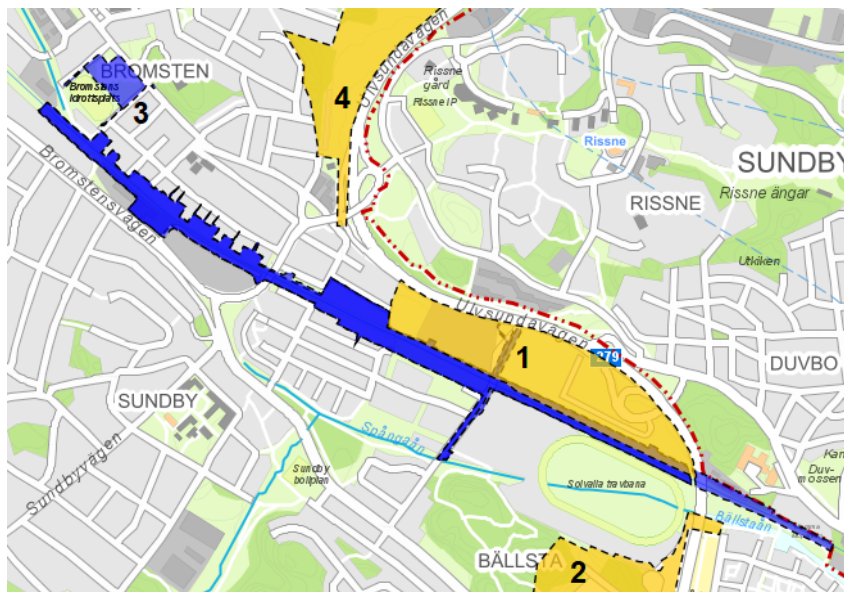 Ulvsundavägen
BROMSTEN
Bromstens
Idrottsplats
3
4
Rissne
gård
Rissne IP
Rissne
SUNDBY
Rissne ängar
RISSNE
Bromstensvägen
Utkiken
Ulvsundavägen
1
279
DUVBO
SUNDBY
Spångaån
Sundbyvägen
Sundby
bollplan
Solvalla travbana
Kan
Duv-
mossen
Bällstaån
BÄLLSTA
2